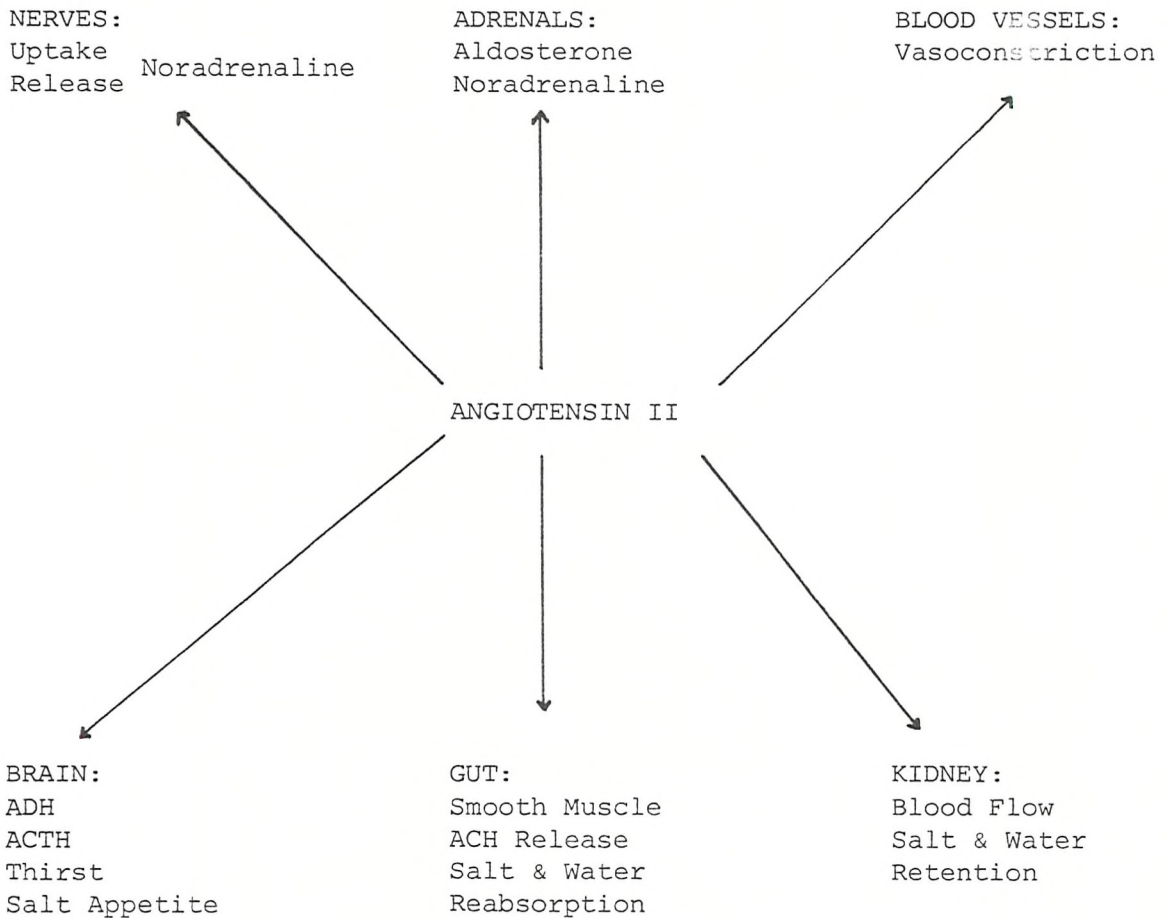 NERVES:
Uptake
Release Noradrenaline
ADRENALS:
Aldosterone
Noradrenaline
BLOOD VESSELS:
Vasoconstriction
ANGIOTENSIN II
BRAIN:
ADH
ACTH
Thirst
Salt Appetite
GUT:
Smooth Muscle
ACH Release
Salt & Water
Reabsorption
KIDNEY:
Blood Flow
Salt & Water
Retention